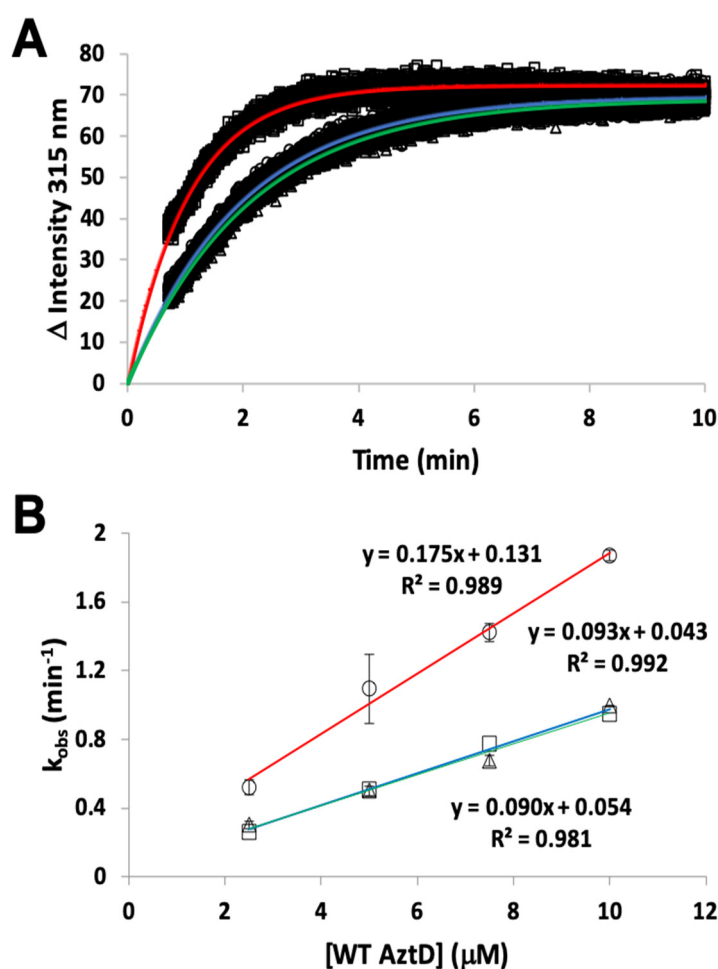 A
80
70
60
50
40
30
20
10
0
Δ Intensity 315 nm
0 2 4 6 8 10
Time (min)
B
2
1.6
1.2
0.8
0.4
0
k_obs (min⁻¹)
y = 0.175x + 0.131
R² = 0.989
y = 0.093x + 0.043
R² = 0.992
y = 0.090x + 0.054
R² = 0.981
0 2 4 6 8 10 12
[WT AztD] (μM)